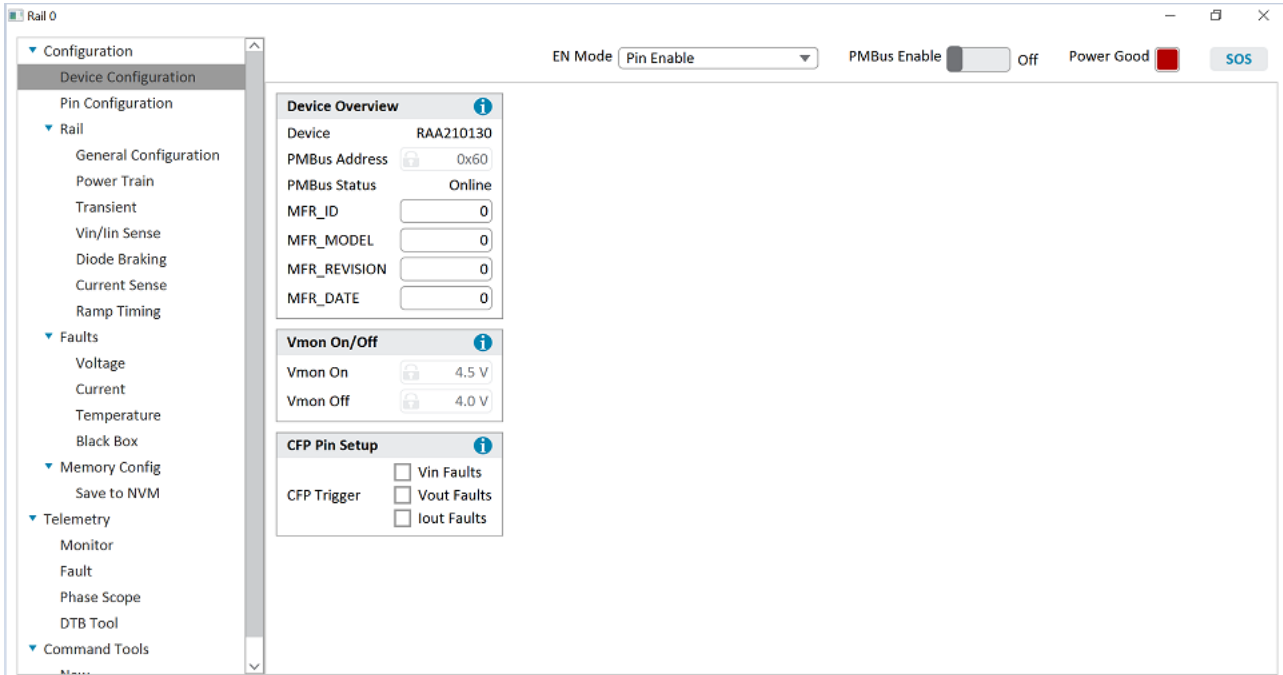 Rail 0
EN Mode Pin Enable PMBus Enable Off Power Good SOS
Configuration
Device Configuration
Pin Configuration
Rail
General Configuration
Power Train
Transient
Vin/Iin Sense
Diode Braking
Current Sense
Ramp Timing
Faults
Voltage
Current
Temperature
Black Box
Memory Config
Save to NVM
Telemetry
Monitor
Fault
Phase Scope
DTB Tool
Command Tools
Device Overview
Device RAA210130
PMBus Address 0x60
PMBus Status Online
MFR_ID 0
MFR_MODEL 0
MFR_REVISION 0
MFR_DATE 0
Vmon On/Off
Vmon On 4.5 V
Vmon Off 4.0 V
CFP Pin Setup
CFP Trigger
Vin Faults
Vout Faults
Iout Faults